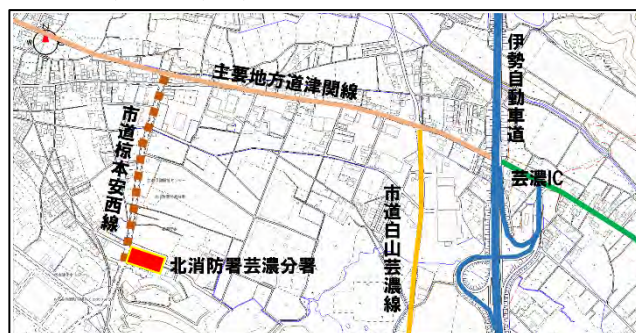 主要地方道津関線
伊勢自動車道
市道椋本安西線
芸濃IC
市道白山芸濃線
北消防署芸濃分署